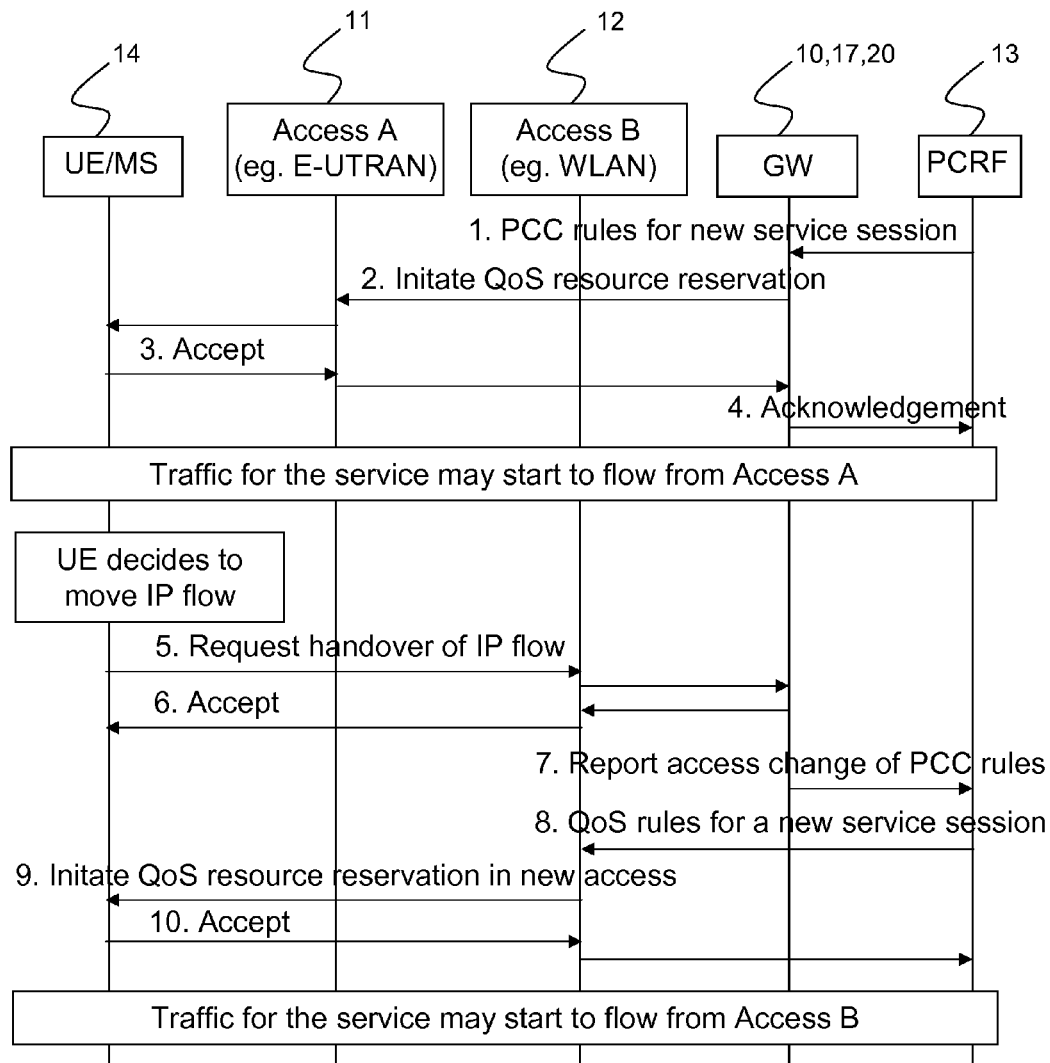 14
11
12
10,17,20
13
UE/MS
Access A
(eg. E-UTRAN)
Access B
(eg. WLAN)
GW
PCRF
1. PCC rules for new service session
2. Initate QoS resource reservation
3. Accept
4. Acknowledgement
Traffic for the service may start to flow from Access A
UE decides to
move IP flow
5. Request handover of IP flow
6. Accept
7. Report access change of PCC rules
8. QoS rules for a new service session
9. Initate QoS resource reservation in new access
10. Accept
Traffic for the service may start to flow from Access B